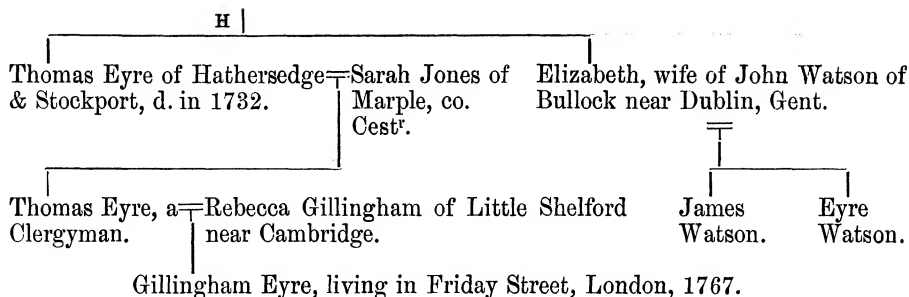 H
Thomas Eyre of Hathersedge
& Stockport, d. in 1732.
Sarah Jones of
Marple, co.
Cestʳ.
Elizabeth, wife of John Watson of
Bullock near Dublin, Gent.
Thomas Eyre, a
Clergyman.
Rebecca Gillingham of Little Shelford
near Cambridge.
James
Watson.
Eyre
Watson.
Gillingham Eyre, living in Friday Street, London, 1767.